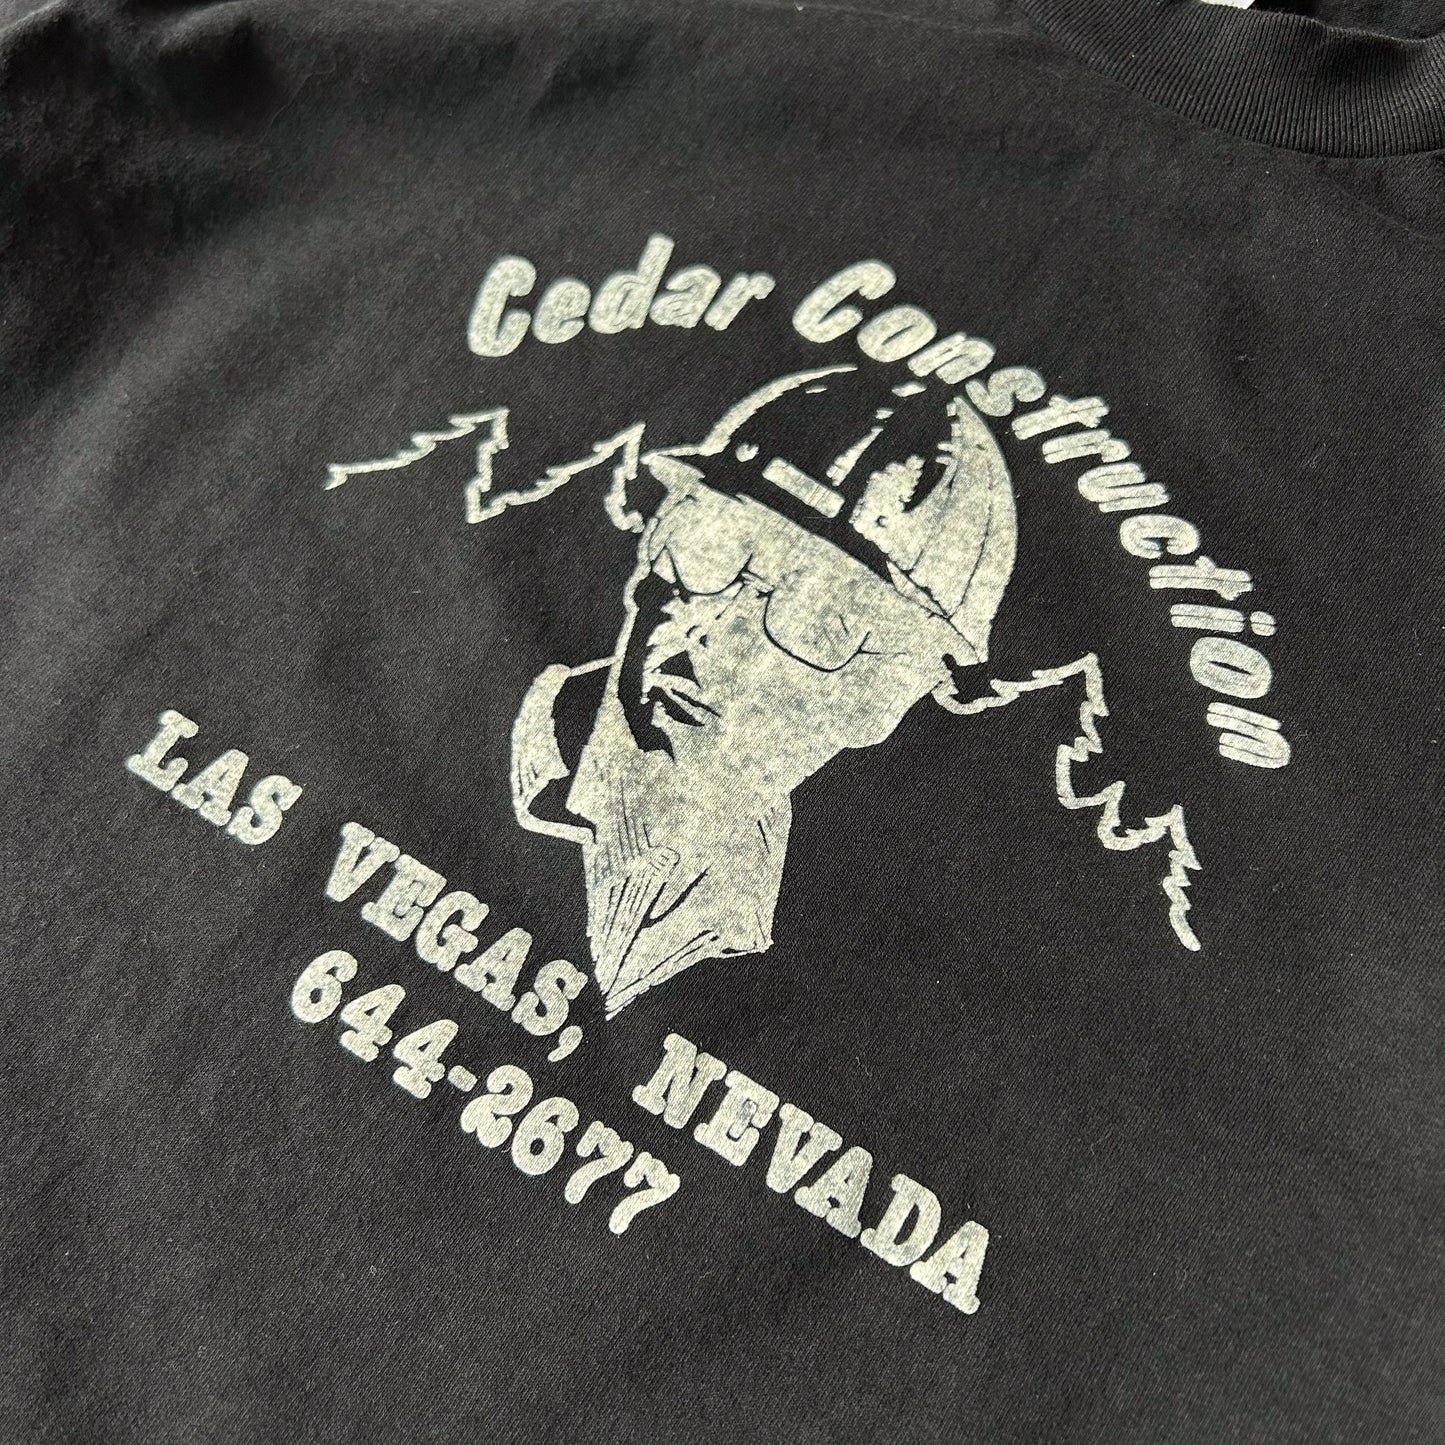 Cedar Construction
LAS VEGAS, NEVADA
644-2677